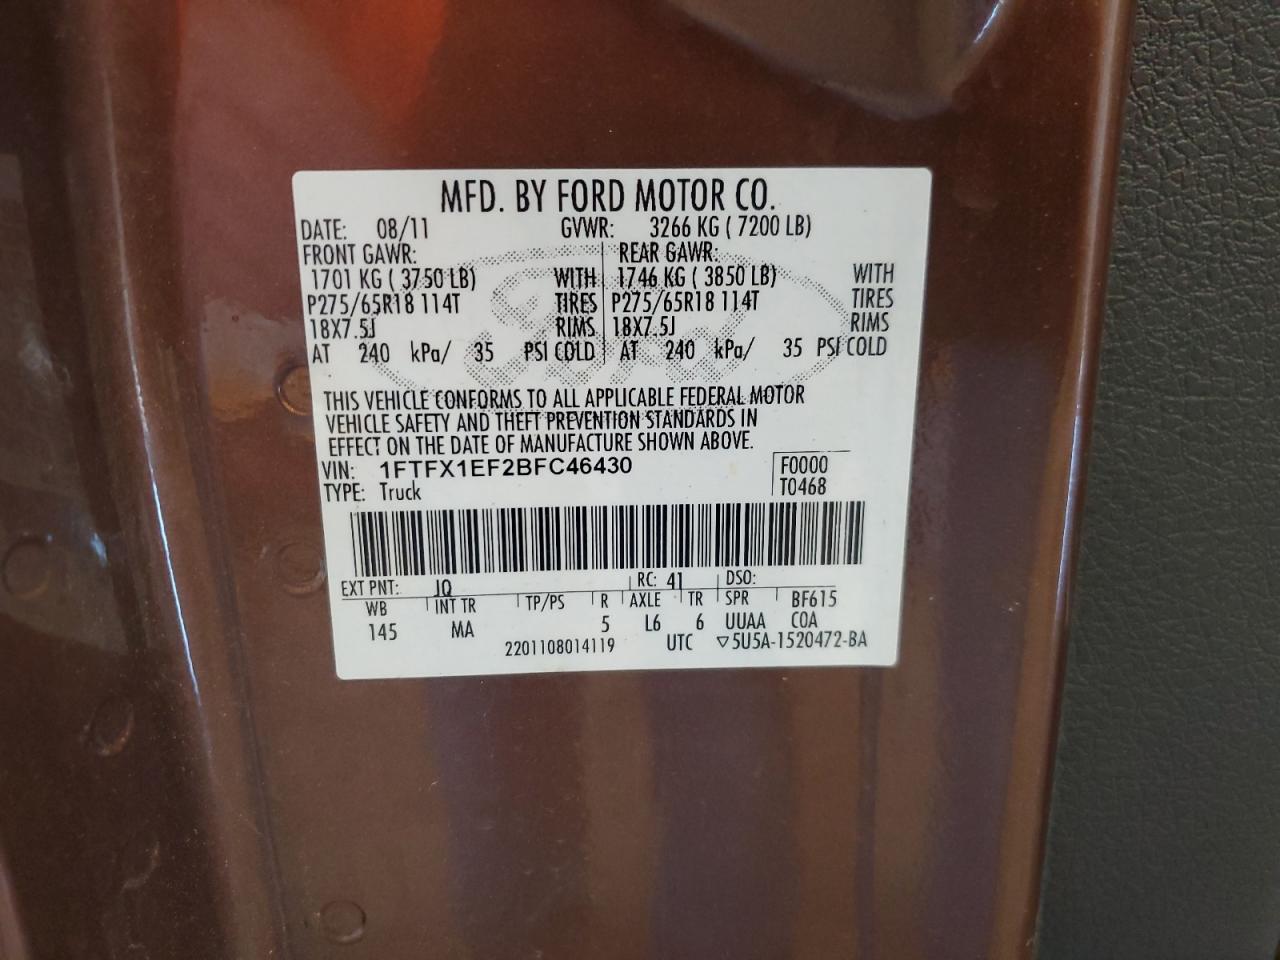 MFD. BY FORD MOTOR CO.
DATE: 08/11 GVWR: 3266 KG ( 7200 LB)
FRONT GAWR: REAR GAWR:
1701 KG ( 3750 LB) WITH 1746 KG ( 3850 LB) WITH
P275/65R18 114T TIRES P275/65R18 114T TIRES
18X7.5J RIMS 18X7.5J RIMS
AT 240 kPa/ 35 PSI COLD AT 240 kPa/ 35 PSI COLD
Ford
THIS VEHICLE CONFORMS TO ALL APPLICABLE FEDERAL MOTOR
VEHICLE SAFETY AND THEFT PREVENTION STANDARDS IN
EFFECT ON THE DATE OF MANUFACTURE SHOWN ABOVE.
VIN: 1FTFX1EF2BFC46430 F0000
TYPE: Truck T0468
EXT PNT: JQ RC: 41 DSO:
WB INT TR TP/PS R AXLE TR SPR BF615
145 MA 5 L6 6 UUAA COA
2201108014119 UTC ▽5U5A-1520472-BA